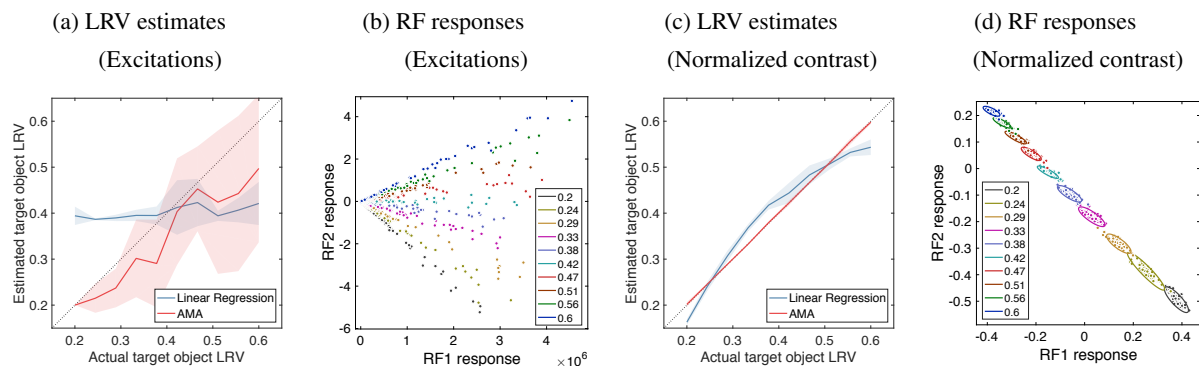 (a) LRV estimates
(Excitations)
Estimated target object LRV
0.6
0.5
0.4
0.3
0.2
Linear Regression
AMA
0.2 0.3 0.4 0.5 0.6
Actual target object LRV
(b) RF responses
(Excitations)
RF2 response
4
2
0
-2
-4
-6
0.2
0.24
0.29
0.33
0.38
0.42
0.47
0.51
0.56
0.6
0 1 2 3 4 5
RF1 response
×10⁶
(c) LRV estimates
(Normalized contrast)
Estimated target object LRV
0.6
0.5
0.4
0.3
0.2
Linear Regression
AMA
0.2 0.3 0.4 0.5 0.6
Actual target object LRV
(d) RF responses
(Normalized contrast)
RF2 response
0.2
0.1
0
-0.1
-0.2
-0.3
-0.4
-0.5
0.2
0.24
0.29
0.33
0.38
0.42
0.47
0.51
0.56
0.6
-0.4 -0.2 0 0.2 0.4
RF1 response